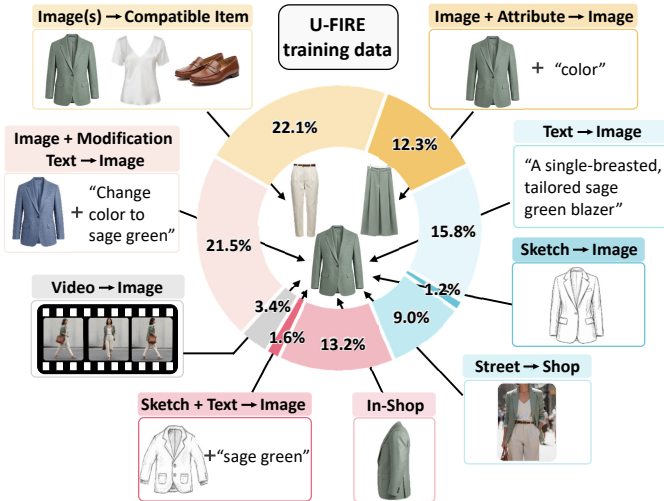 Image(s) → Compatible Item
U-FIRE
training data
Image + Attribute → Image
+ “color”
22.1%
12.3%
Image + Modification
Text → Image
+ “Change
color to
sage green”
Text → Image
“A single-breasted,
tailored sage
green blazer”
21.5%
15.8%
Sketch → Image
Video → Image
3.4%
1.2%
1.6%
13.2%
9.0%
Street → Shop
Sketch + Text → Image
+ “sage green”
In-Shop